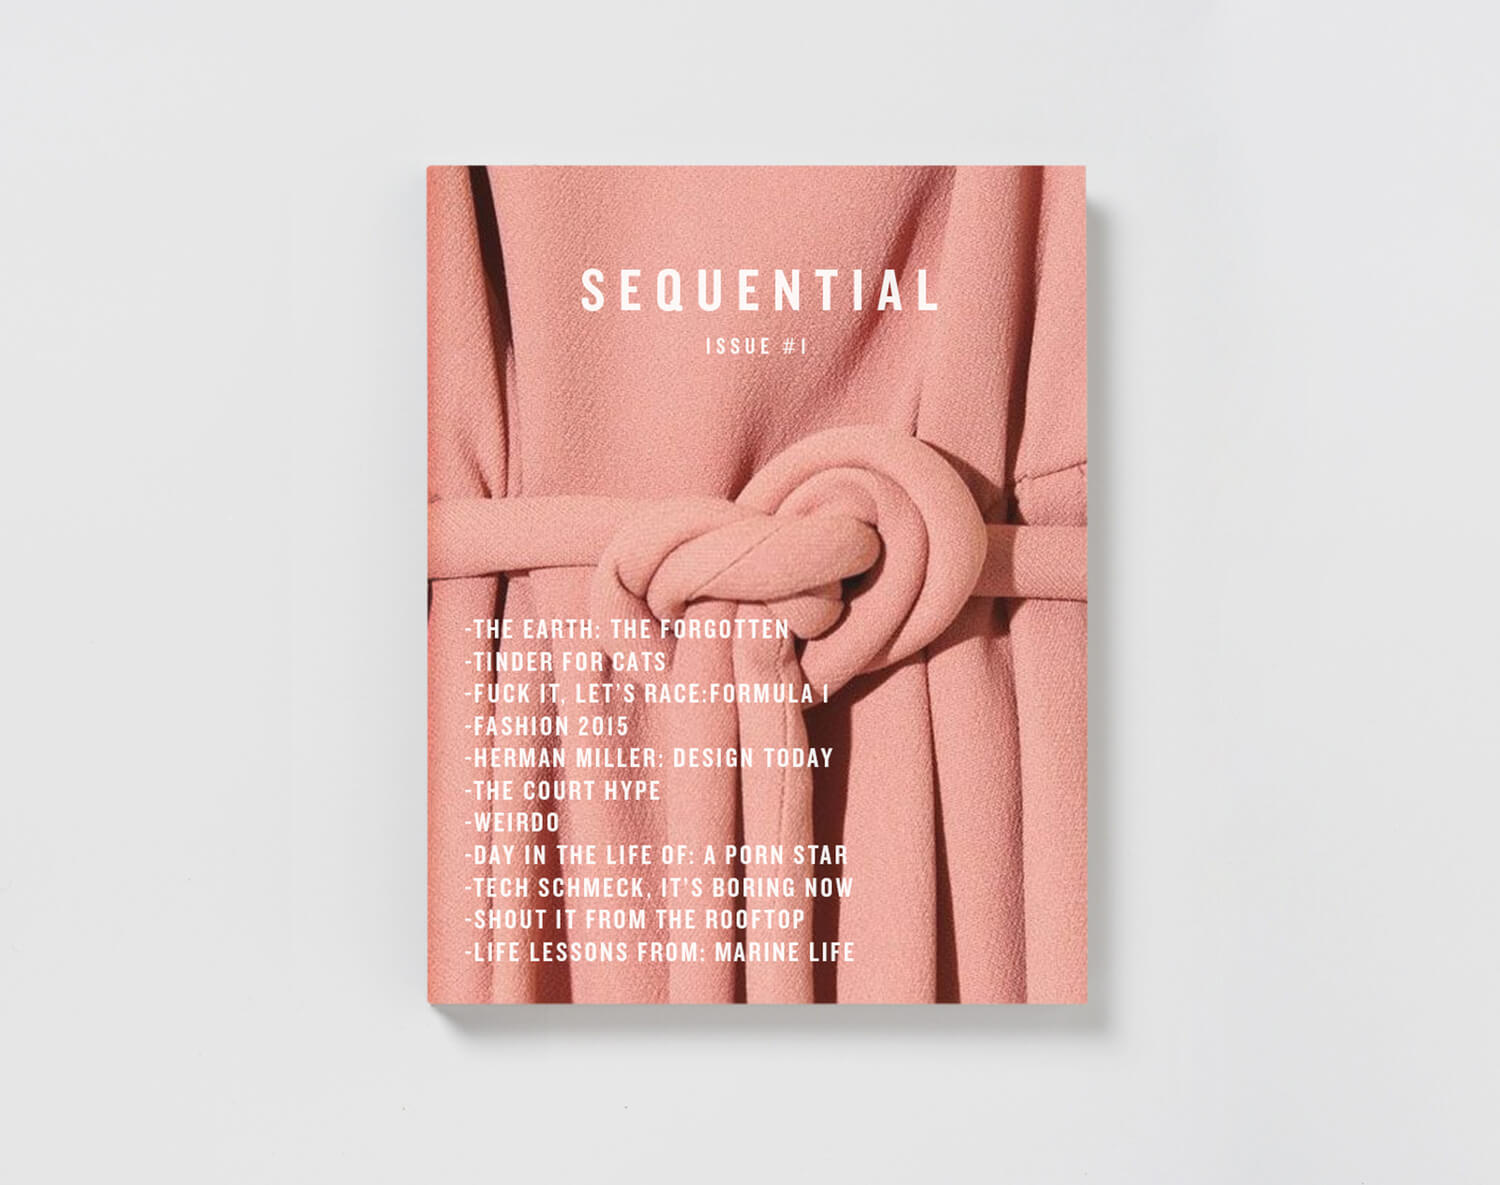 SEQUENTIAL
ISSUE #1
-THE EARTH: THE FORGOTTEN
-TINDER FOR CATS
-FUCK IT, LET'S RACE:FORMULA 1
-FASHION 2015
-HERMAN MILLER: DESIGN TODAY
-THE COURT HYPE
-WEIRDO
-DAY IN THE LIFE OF: A PORN STAR
-TECH SCHMECK, IT'S BORING NOW
-SHOUT IT FROM THE ROOFTOP
-LIFE LESSONS FROM: MARINE LIFE